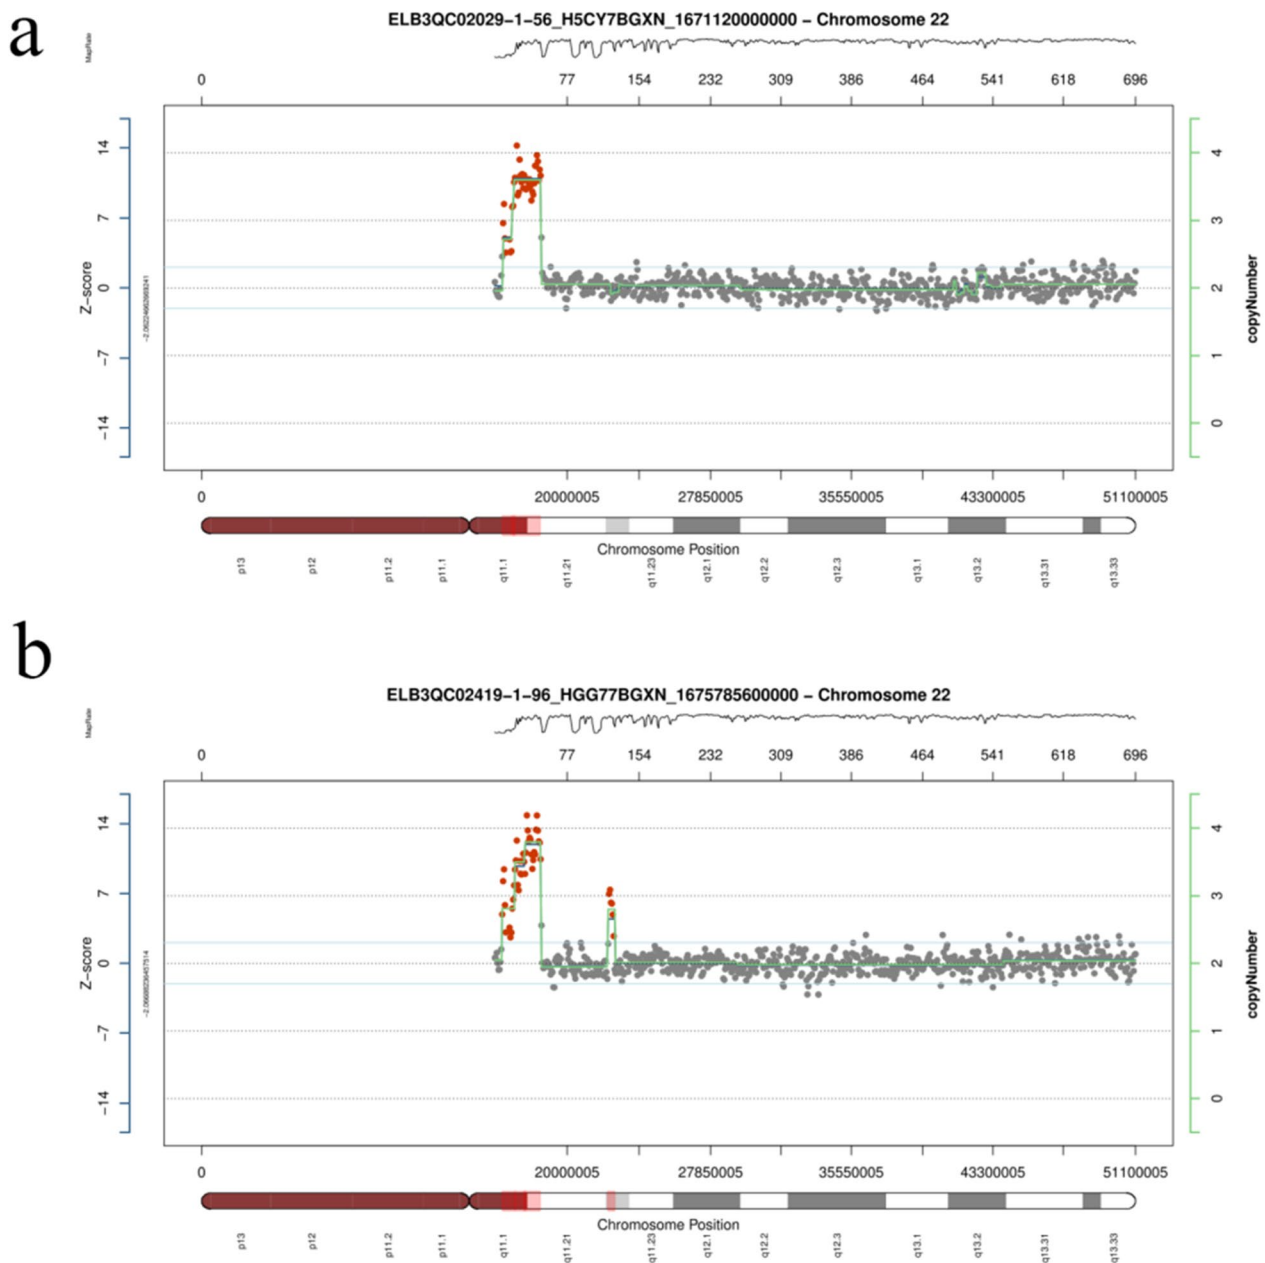 a
ELB3QC02029-1-56_H5CY7BGXN_1671120000000 – Chromosome 22
MapRate
0 77 154 232 309 386 464 541 618 696
Z-score
14 7 0 -7 -14
copyNumber
4 3 2 1 0
0 20000005 27850005 35550005 43300005 51100005
Chromosome Position
p13 p12 p11.2 p11.1 q11.1 q11.21 q11.23 q12.1 q12.2 q12.3 q13.1 q13.2 q13.31 q13.33
b
ELB3QC02419-1-96_HGG77BGXN_1675785600000 – Chromosome 22
MapRate
0 77 154 232 309 386 464 541 618 696
Z-score
14 7 0 -7 -14
copyNumber
4 3 2 1 0
0 20000005 27850005 35550005 43300005 51100005
Chromosome Position
p13 p12 p11.2 p11.1 q11.1 q11.21 q11.23 q12.1 q12.2 q12.3 q13.1 q13.2 q13.31 q13.33